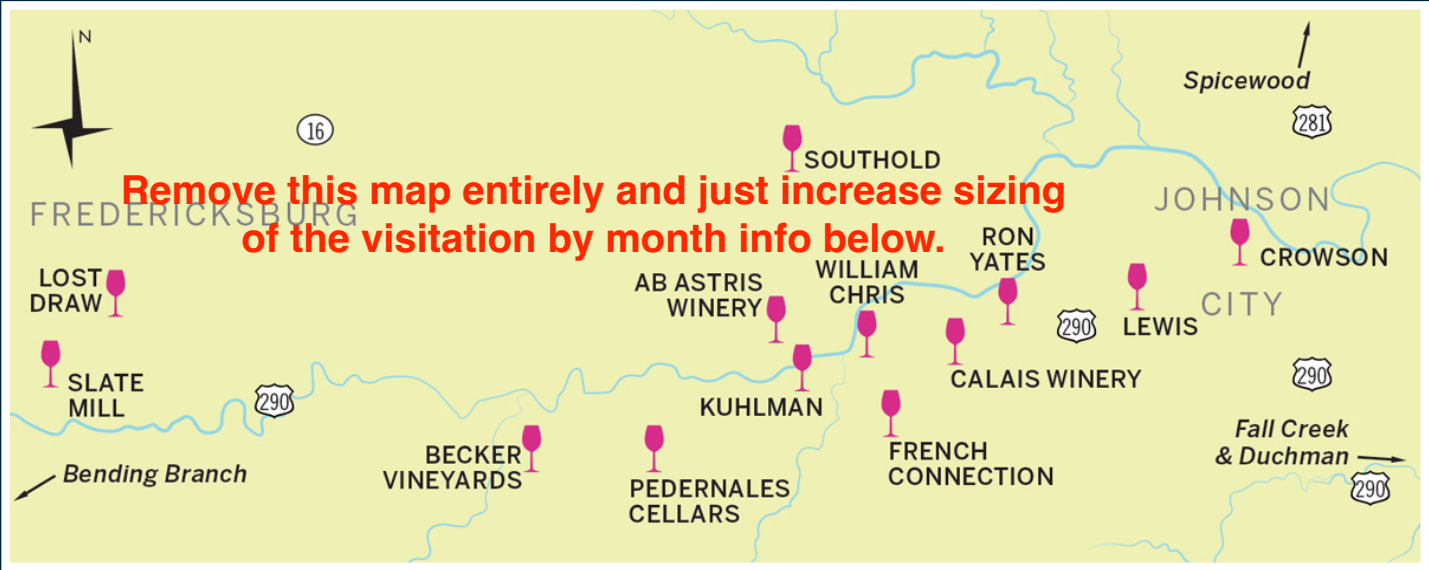 N
Spicewood
16
281
SOUTHOLD
Remove this map entirely and just increase sizing
of the visitation by month info below.
FREDERICKSBURG
JOHNSON
CITY
RON
YATES
CROWSON
LOST
DRAW
AB ASTRIS
WINERY
WILLIAM
CHRIS
290
LEWIS
SLATE
MILL
290
KUHLMAN
CALAIS WINERY
290
BECKER
VINEYARDS
PEDERNALES
CELLARS
FRENCH
CONNECTION
Fall Creek
& Duchman
290
Bending Branch